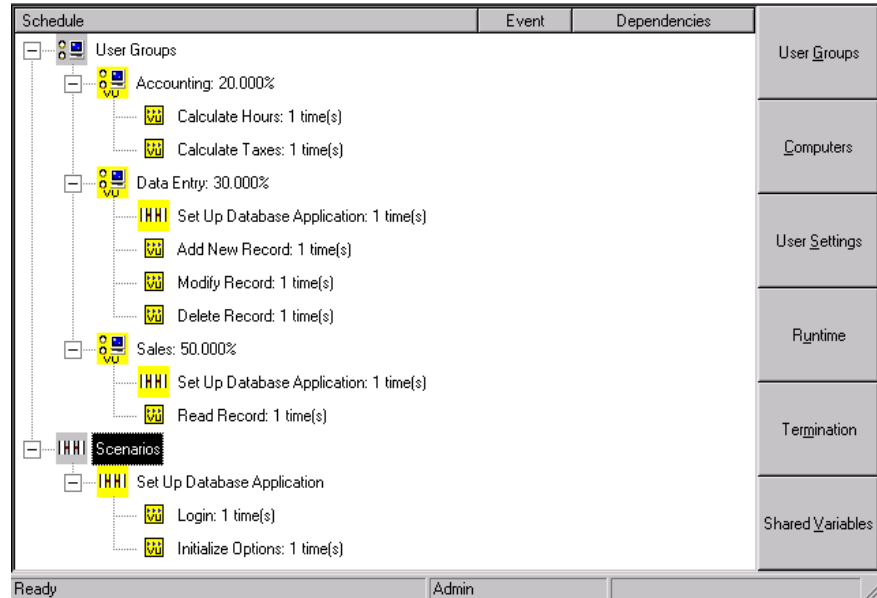 Schedule Event Dependencies
User Groups
Accounting: 20.000%
Calculate Hours: 1 time(s)
Calculate Taxes: 1 time(s)
Data Entry: 30.000%
Set Up Database Application: 1 time(s)
Add New Record: 1 time(s)
Modify Record: 1 time(s)
Delete Record: 1 time(s)
Sales: 50.000%
Set Up Database Application: 1 time(s)
Read Record: 1 time(s)
Scenarios
Set Up Database Application
Login: 1 time(s)
Initialize Options: 1 time(s)
User Groups
Computers
User Settings
Runtime
Termination
Shared Variables
Ready Admin